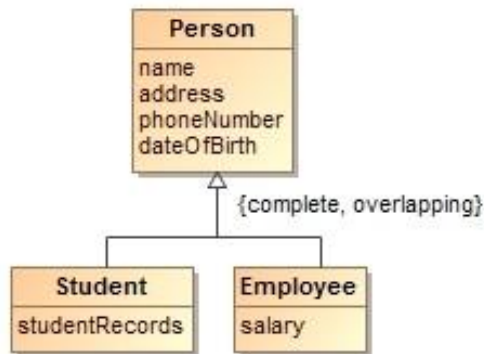 Person
name
address
phoneNumber
dateOfBirth
{complete, overlapping}
Student
studentRecords
Employee
salary